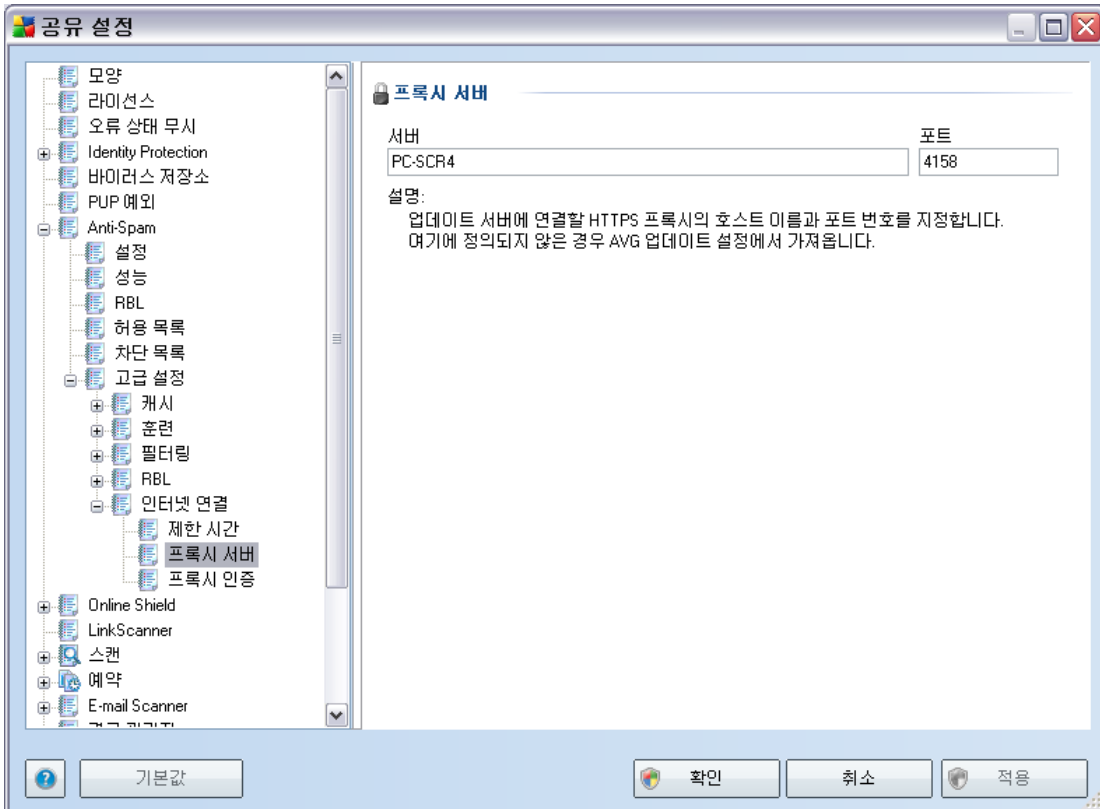 공유 설정
모양
라이선스
오류 상태 무시
Identity Protection
바이러스 저장소
PUP 예외
Anti-Spam
설정
성능
RBL
허용 목록
차단 목록
고급 설정
캐시
훈련
필터링
RBL
인터넷 연결
제한 시간
프록시 서버
프록시 인증
Online Shield
LinkScanner
스캔
예약
E-mail Scanner
프록시 서버
서버 포트
PC-SCR4 4158
설명:
업데이트 서버에 연결할 HTTPS 프록시의 호스트 이름과 포트 번호를 지정합니다.
여기에 정의되지 않은 경우 AVG 업데이트 설정에서 가져옵니다.
기본값 확인 취소 적용